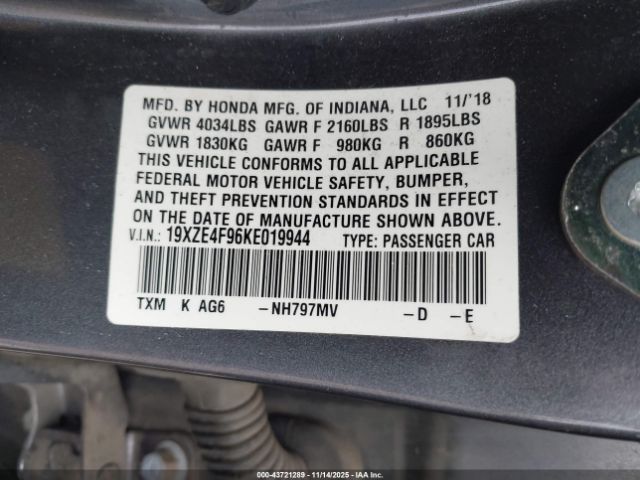 MFD. BY HONDA MFG. OF INDIANA, LLC 11/'18
GVWR 4034LBS GAWR F 2160LBS R 1895LBS
GVWR 1830KG GAWR F 980KG R 860KG
THIS VEHICLE CONFORMS TO ALL APPLICABLE
FEDERAL MOTOR VEHICLE SAFETY, BUMPER,
AND THEFT PREVENTION STANDARDS IN EFFECT
ON THE DATE OF MANUFACTURE SHOWN ABOVE.
V.I.N.: 19XZE4F96KE019944 TYPE: PASSENGER CAR
TXM K AG6 -NH797MV -D -E
00-43721289 - 11/14/2025 - IAA Inc.